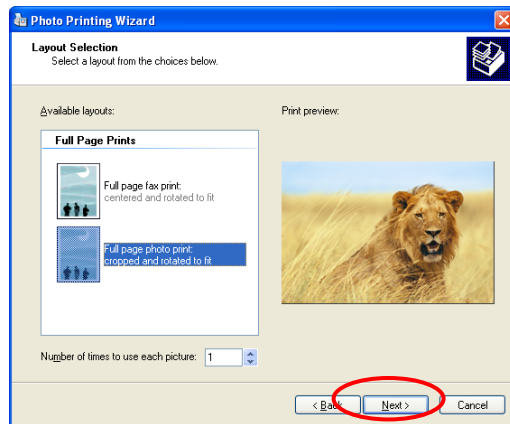 Photo Printing Wizard
Layout Selection
Select a layout from the choices below.
Available layouts:
Print preview:
Full Page Prints
Full page fax print:
centered and rotated to fit
Full page photo print:
cropped and rotated to fit
Number of times to use each picture: 1
< Back Next > Cancel